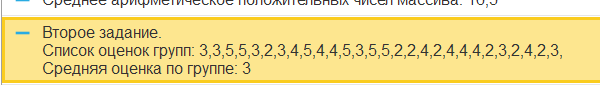 Среднее арифметическое положительных чисел массива: 16,5
Второе задание.
Список оценок групп: 3,3,5,5,3,2,3,4,5,4,4,5,3,5,5,2,2,4,2,4,4,4,2,3,2,4,2,3,
Средняя оценка по группе: 3